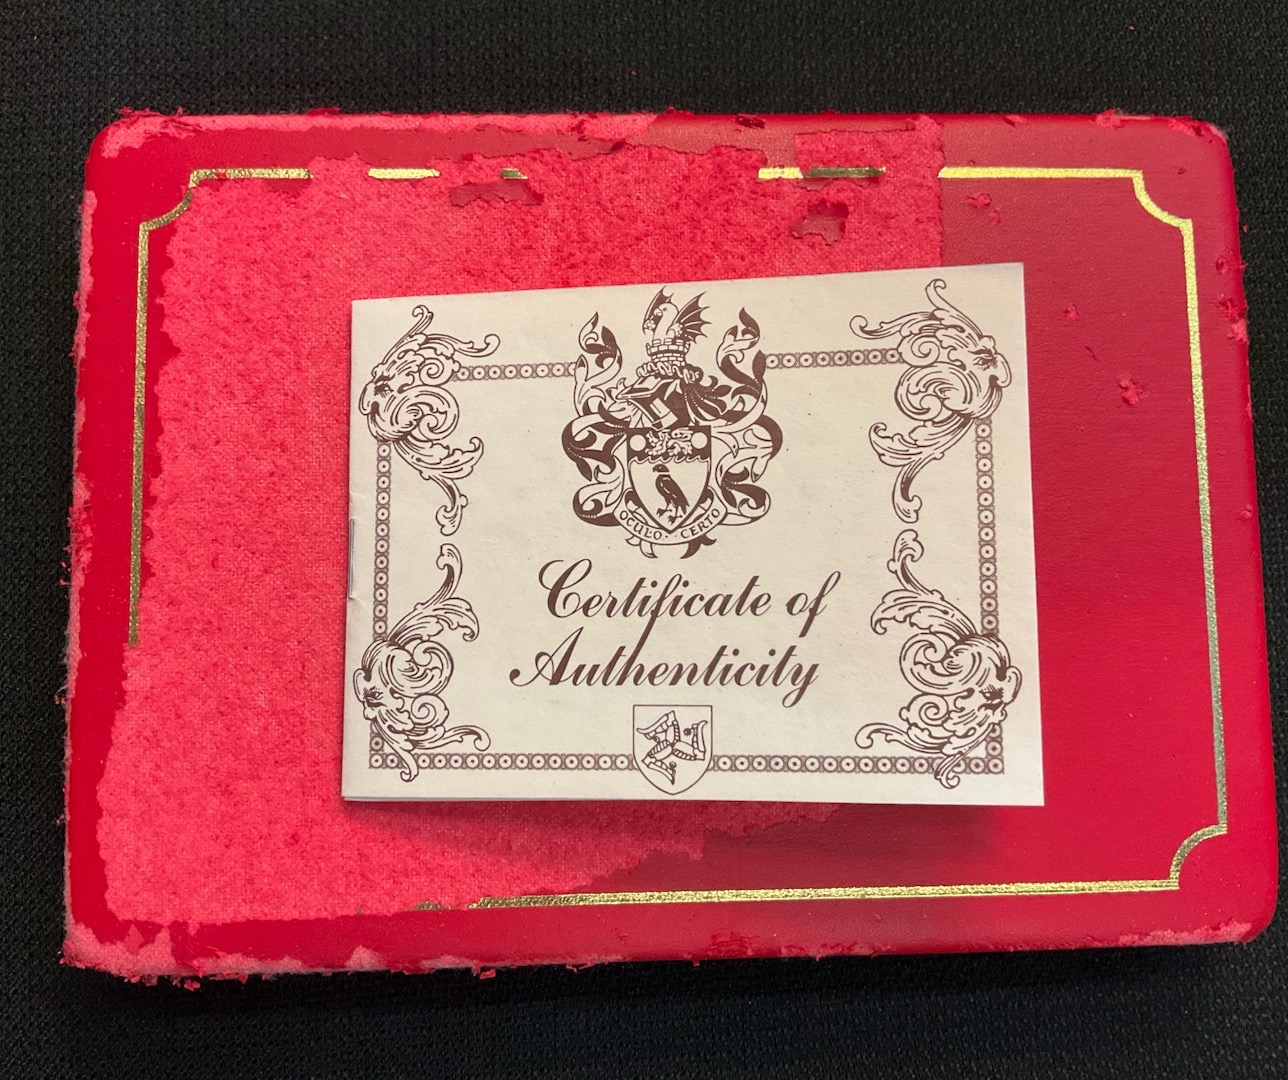 OCULO · CERTO
Certificate of
Authenticity